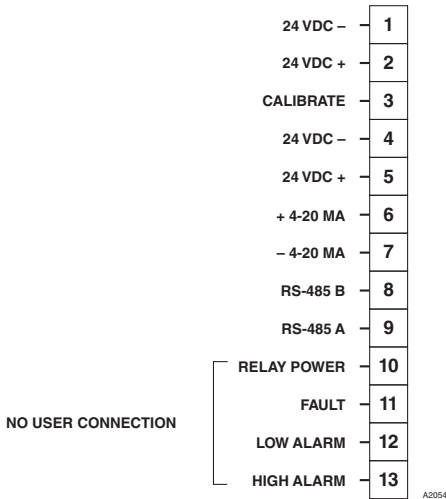 24 VDC – 1
24 VDC + 2
CALIBRATE 3
24 VDC – 4
24 VDC + 5
+ 4-20 MA 6
– 4-20 MA 7
RS-485 B 8
RS-485 A 9
RELAY POWER 10
FAULT 11
NO USER CONNECTION
LOW ALARM 12
HIGH ALARM 13
A2054